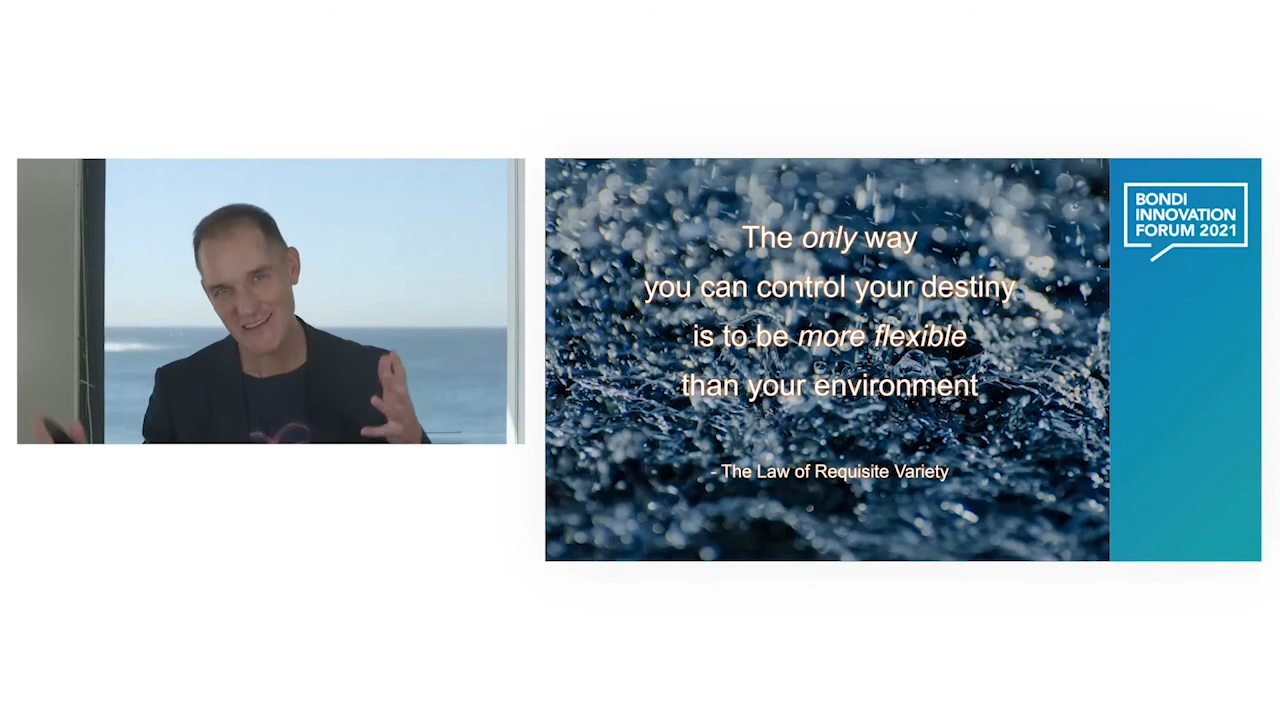 The only way
you can control your destiny
is to be more flexible
than your environment
- The Law of Requisite Variety
BONDI
INNOVATION
FORUM 2021